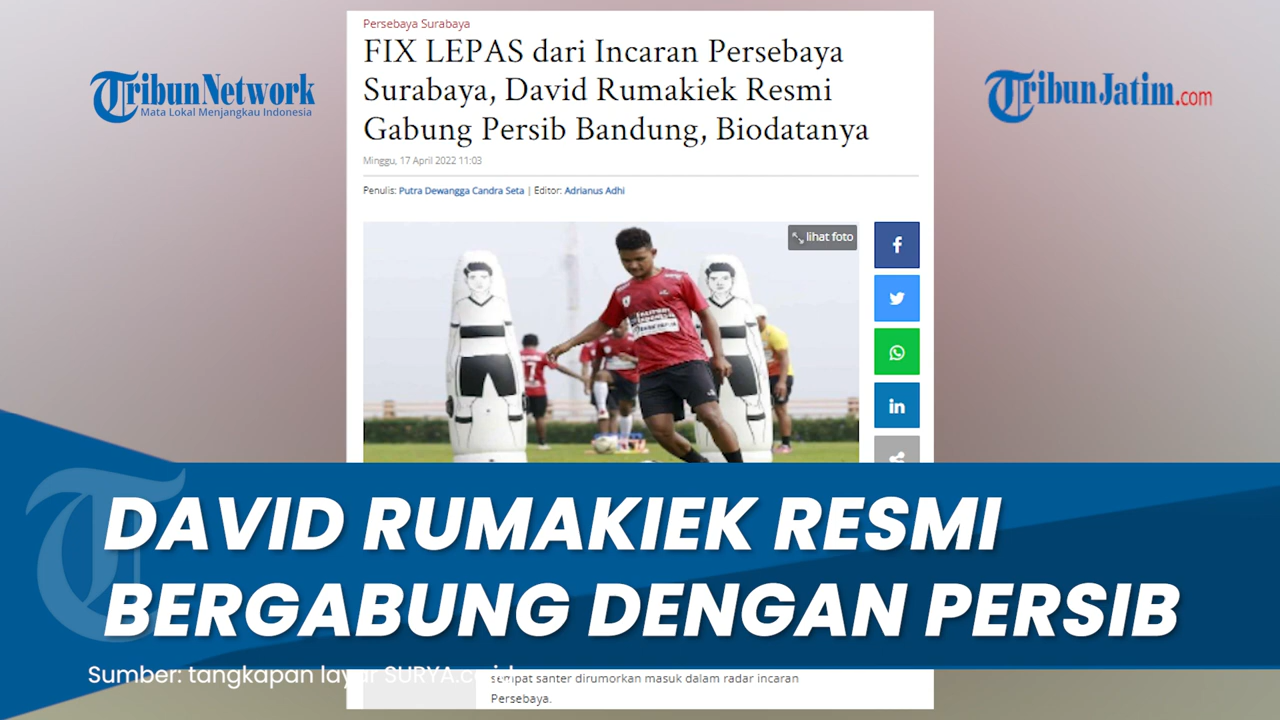 Persebaya Surabaya
FIX LEPAS dari Incaran Persebaya
Surabaya, David Rumakiek Resmi
Gabung Persib Bandung, Biodatanya
Minggu, 17 April 2022 11:03
Penulis: Putra Dewangga Candra Seta | Editor: Adrianus Adhi
TribunNetwork
Mata Lokal Menjangkau Indonesia
TribunJatim.com
lihat foto
7
DAVID RUMAKIEK RESMI
BERGABUNG DENGAN PERSIB
Sumber: tangkapan layar SURYA.co.id
sempat santer dirumorkan masuk dalam radar incaran
Persebaya.